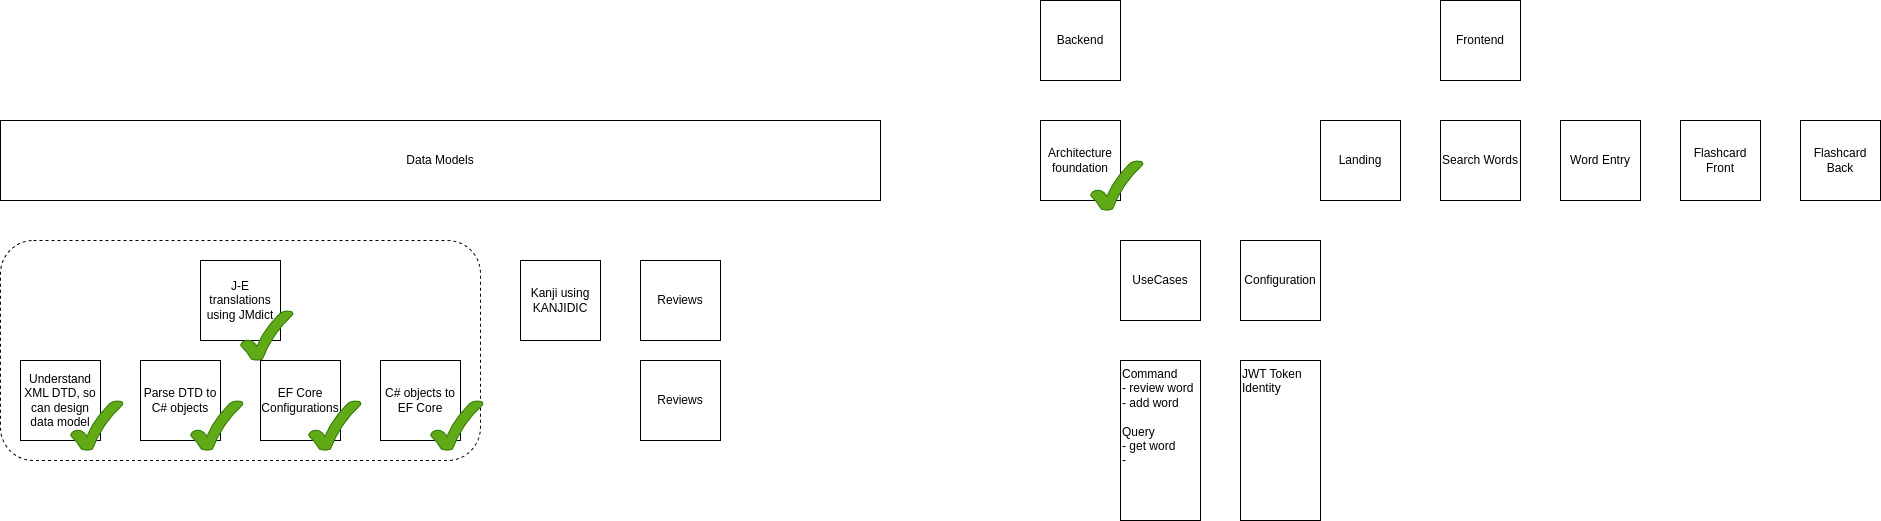 Backend
Frontend
Data Models
Architecture
foundation
Landing
Search Words
Word Entry
Flashcard
Front
Flashcard
Back
J-E
translations
using JMdict
Kanji using
KANJIDIC
Reviews
UseCases
Configuration
Understand
XML DTD, so
can design
data model
Parse DTD to
C# objects
EF Core
Configurations
C# objects to
EF Core
Reviews
Command
- review word
- add word
Query
- get word
-
JWT Token
Identity